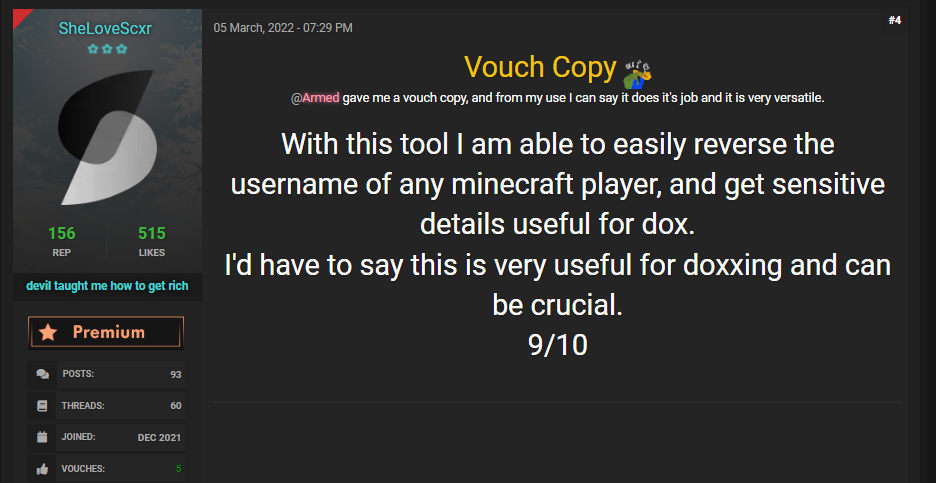 SheLoveScxr
05 March, 2022 - 07:29 PM
#4
Vouch Copy
@Armed gave me a vouch copy, and from my use I can say it does it's job and it is very versatile.
With this tool I am able to easily reverse the
username of any minecraft player, and get sensitive
details useful for dox.
I'd have to say this is very useful for doxxing and can
be crucial.
9/10
156
REP
515
LIKES
devil taught me how to get rich
Premium
POSTS: 93
THREADS: 60
JOINED: DEC 2021
VOUCHES: 5